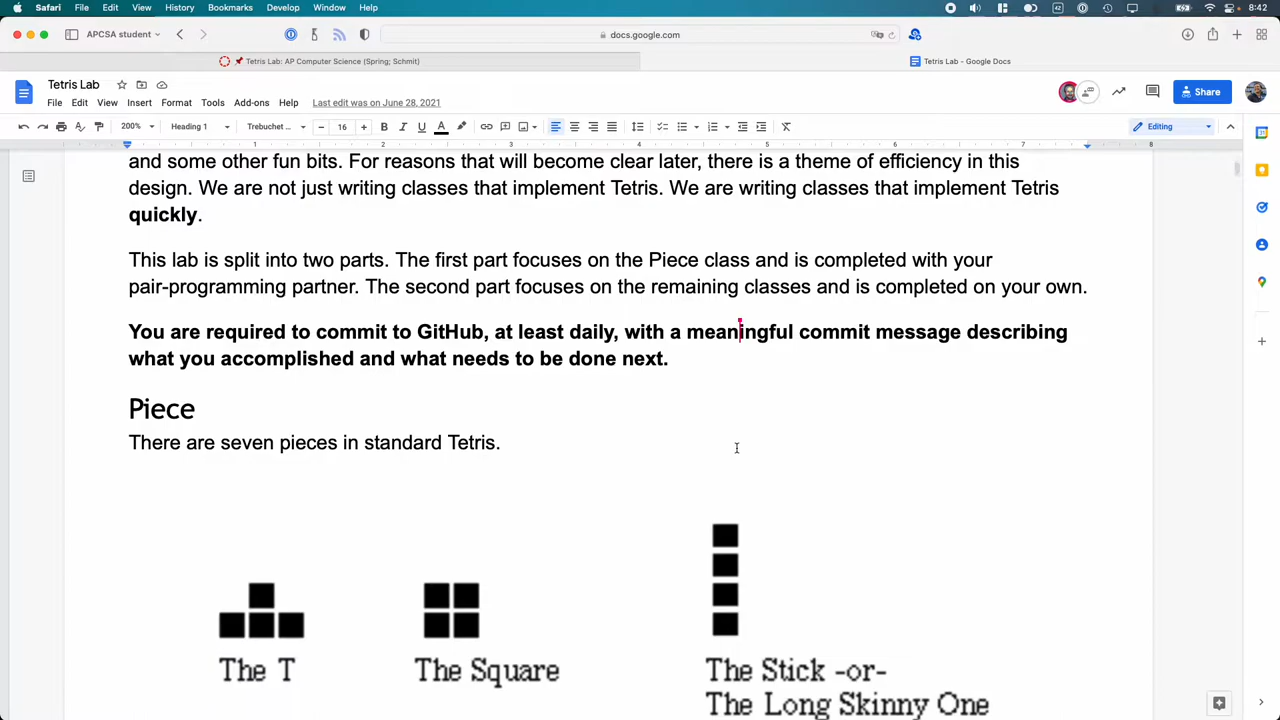 Safari File Edit View History Bookmarks Develop Window Help 8:42
APCSA student docs.google.com
Tetris Lab: AP Computer Science (Spring; Schmit) Tetris Lab - Google Docs
Tetris Lab
File Edit View Insert Format Tools Add-ons Help Last edit was on June 28, 2021 Share
200% Heading 1 Trebuchet ... 16 Editing
1 2 3 4 5 6 7 8
and some other fun bits. For reasons that will become clear later, there is a theme of efficiency in this
design. We are not just writing classes that implement Tetris. We are writing classes that implement Tetris
quickly.
This lab is split into two parts. The first part focuses on the Piece class and is completed with your
pair-programming partner. The second part focuses on the remaining classes and is completed on your own.
You are required to commit to GitHub, at least daily, with a meaningful commit message describing
what you accomplished and what needs to be done next.
Piece
There are seven pieces in standard Tetris.
The T The Square The Stick -or-
The Long Skinny One